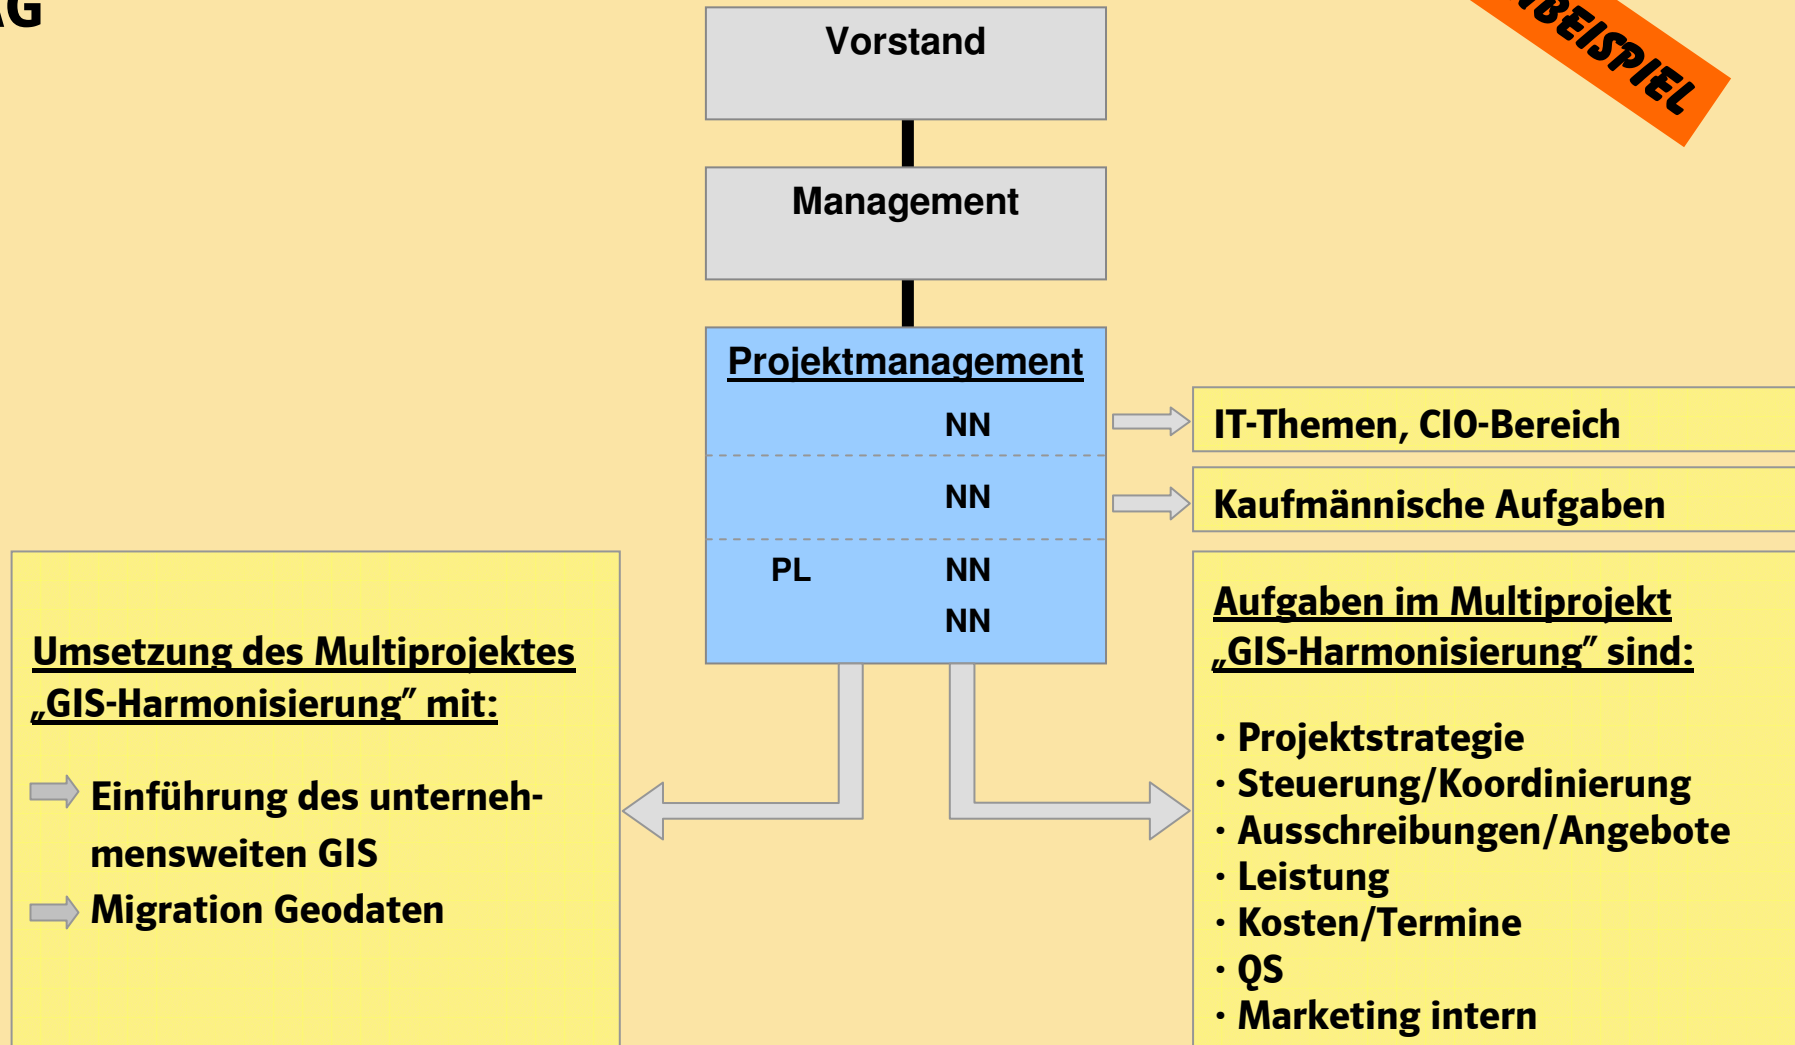 AG
Vorstand
Management
Projektmanagement
NN
NN
PL NN
NN
IT-Themen, CIO-Bereich
Kaufmännische Aufgaben
Umsetzung des Multiprojektes
„GIS-Harmonisierung” mit:
Einführung des unterneh-
mensweiten GIS
Migration Geodaten
Aufgaben im Multiprojekt
„GIS-Harmonisierung” sind:
· Projektstrategie
· Steuerung/Koordinierung
· Ausschreibungen/Angebote
· Leistung
· Kosten/Termine
· QS
· Marketing intern